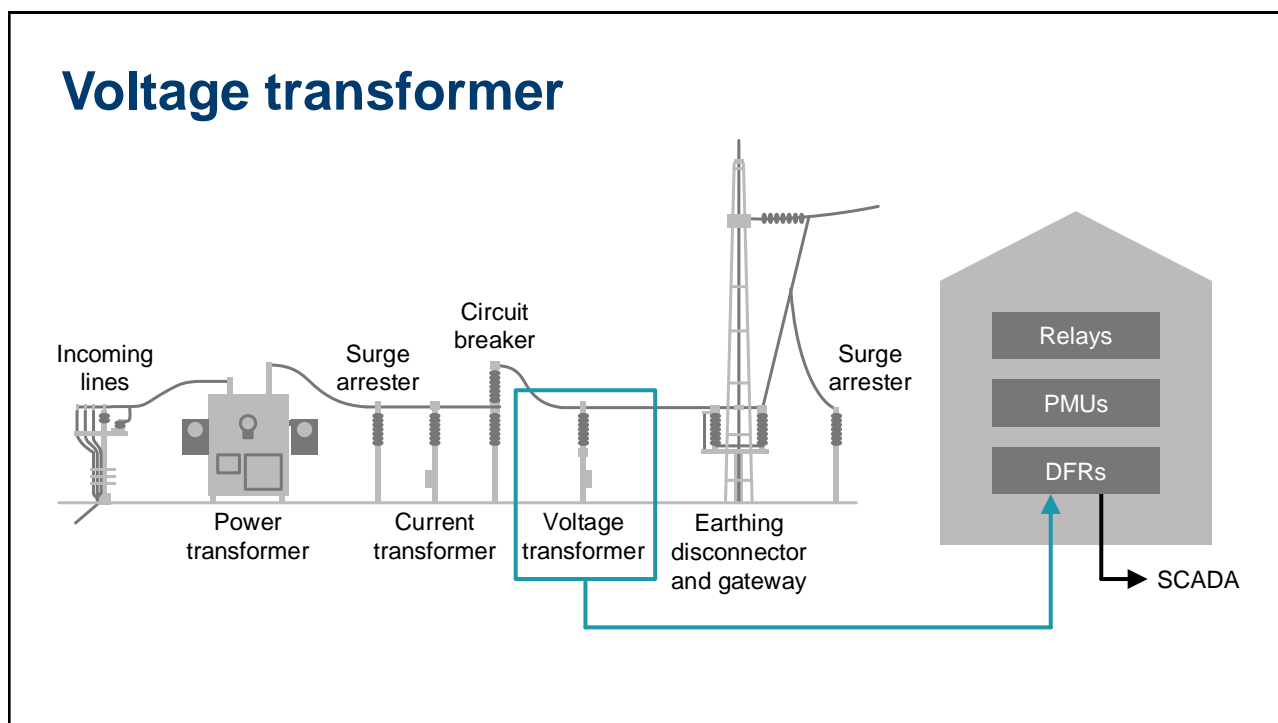 Voltage transformer
Incoming
lines
Surge
arrester
Circuit
breaker
Surge
arrester
Power
transformer
Current
transformer
Voltage
transformer
Earthing
disconnector
and gateway
Relays
PMUs
DFRs
SCADA